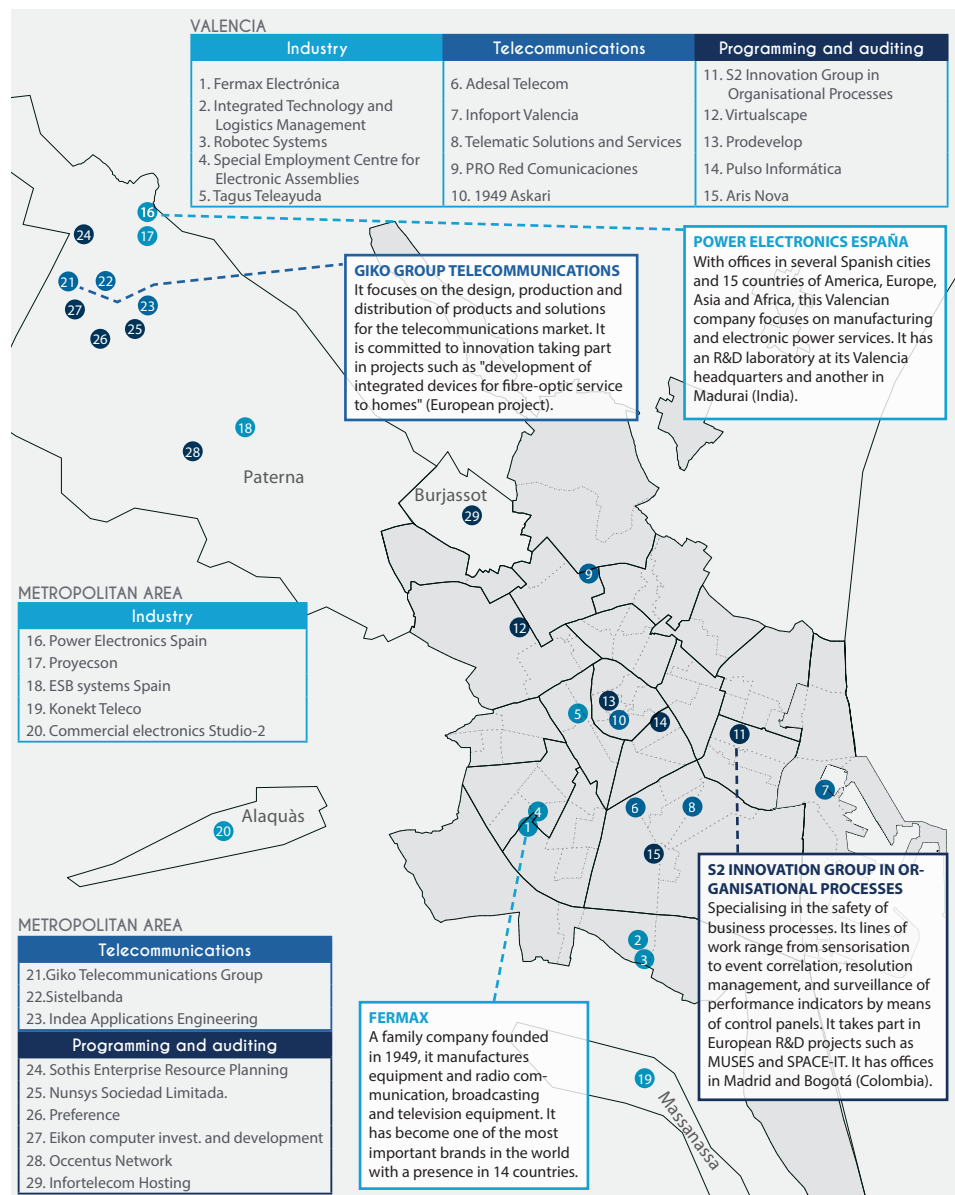 VALENCIA
Industry
1. Fermax Electrónica
2. Integrated Technology and
Logistics Management
3. Robotec Systems
4. Special Employment Centre for
Electronic Assemblies
5. Tagus Teleayuda
Telecommunications
6. Adesal Telecom
7. Infoport Valencia
8. Telematic Solutions and Services
9. PRO Red Comunicaciones
10. 1949 Askari
Programming and auditing
11. S2 Innovation Group in
Organisational Processes
12. Virtualscape
13. Prodevelop
14. Pulso Informática
15. Aris Nova
16
24
17
21
22
23
27
25
26
GIKO GROUP TELECOMMUNICATIONS
It focuses on the design, production and
distribution of products and solutions
for the telecommunications market. It
is committed to innovation taking part
in projects such as "development of
integrated devices for fibre-optic service
to homes" (European project).
POWER ELECTRONICS ESPAÑA
With offices in several Spanish cities
and 15 countries of America, Europe,
Asia and Africa, this Valencian
company focuses on manufacturing
and electronic power services. It has
an R&D laboratory at its Valencia
headquarters and another in
Madurai (India).
18
28
Paterna
Burjassot
29
9
12
13
5
10
14
11
7
6
8
4
1
15
2
3
METROPOLITAN AREA
Industry
16. Power Electronics Spain
17. Proyecson
18. ESB systems Spain
19. Konekt Teleco
20. Commercial electronics Studio-2
Alaquàs
20
METROPOLITAN AREA
Telecommunications
21.Giko Telecommunications Group
22.Sistelbanda
23. Indea Applications Engineering
Programming and auditing
24. Sothis Enterprise Resource Planning
25. Nunsys Sociedad Limitada.
26. Preference
27. Eikon computer invest. and development
28. Occentus Network
29. Infortelecom Hosting
FERMAX
A family company founded
in 1949, it manufactures
equipment and radio com-
munication, broadcasting
and television equipment. It
has become one of the most
important brands in the world
with a presence in 14 countries.
19
Massanassa
S2 INNOVATION GROUP IN OR-
GANISATIONAL PROCESSES
Specialising in the safety of
business processes. Its lines of
work range from sensorisation
to event correlation, resolution
management, and surveillance of
performance indicators by means
of control panels. It takes part in
European R&D projects such as
MUSES and SPACE-IT. It has offices
in Madrid and Bogotá (Colombia).